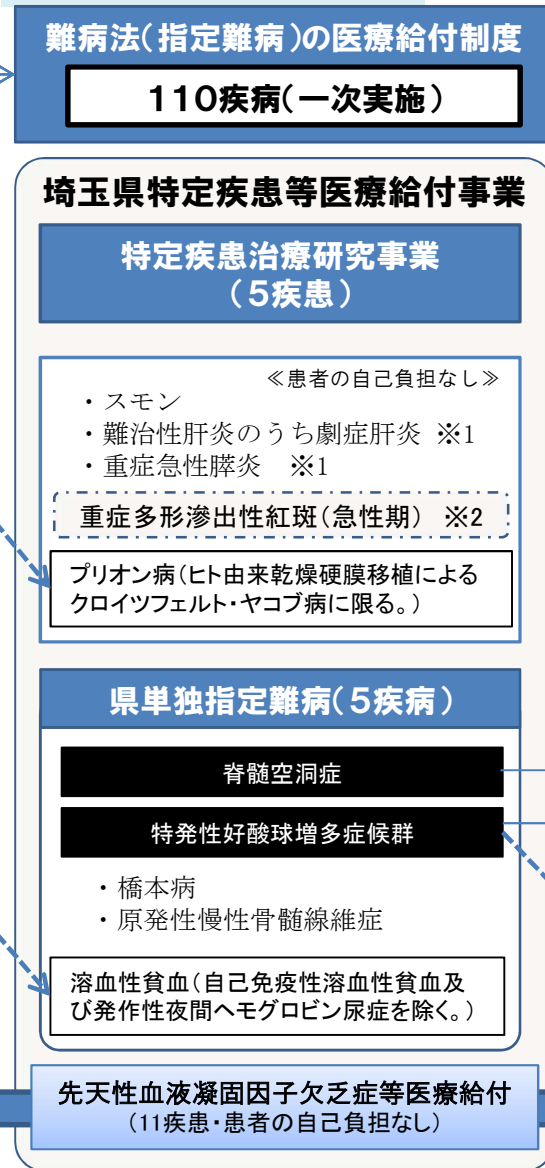 難病法(指定難病)の医療給付制度
110疾病(一次実施)
埼玉県特定疾患等医療給付事業
特定疾患治療研究事業
(5疾患)
≪患者の自己負担なし≫
・スモン
・難治性肝炎のうち劇症肝炎 ※1
・重症急性膵炎 ※1
重症多形滲出性紅斑(急性期) ※2
プリオン病(ヒト由来乾燥硬膜移植による
クロイツフェルト・ヤコブ病に限る。)
県単独指定難病(5疾病)
脊髄空洞症
特発性好酸球増多症候群
・橋本病
・原発性慢性骨髄線維症
溶血性貧血(自己免疫性溶血性貧血及
び発作性夜間ヘモグロビン尿症を除く。)
先天性血液凝固因子欠乏症等医療給付
(11疾患・患者の自己負担なし)